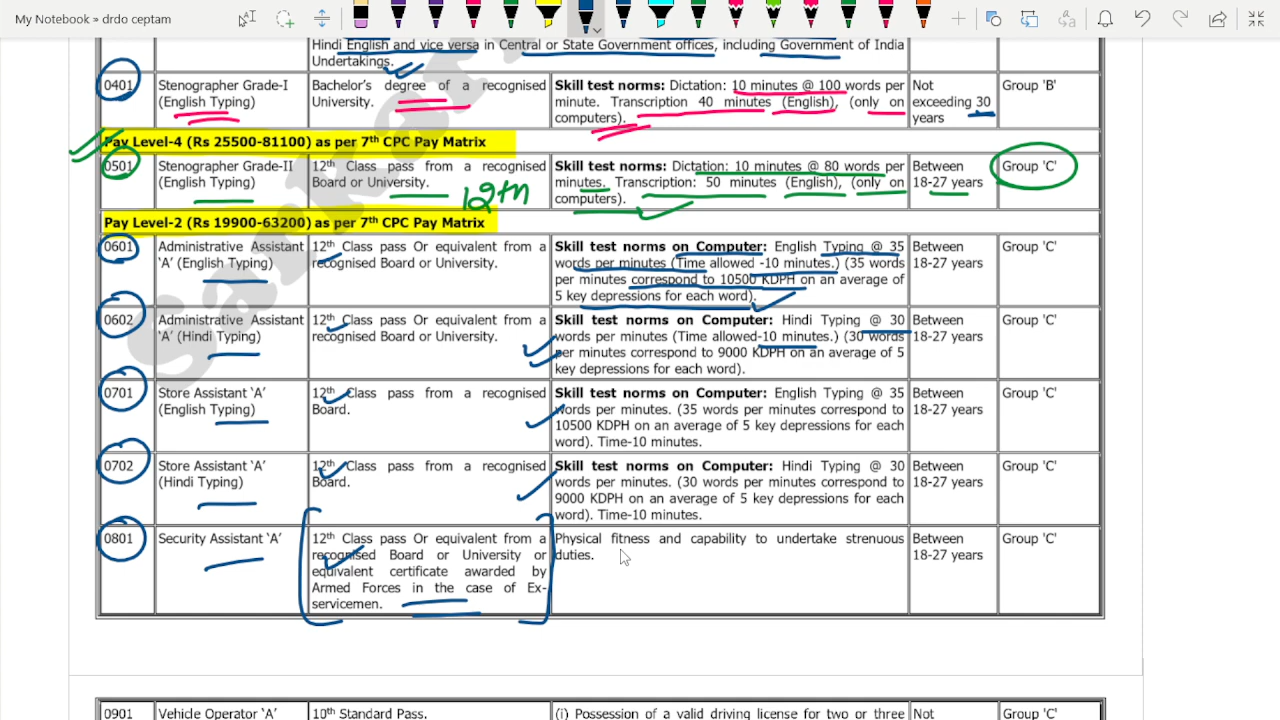 My Notebook » drdo ceptam
Hindi English and vice versa in Central or State Government offices, including Government of India
Undertakings.
0401 Stenographer Grade-I Bachelor's degree of a recognised Skill test norms: Dictation: 10 minutes @ 100 words per Not Group 'B'
(English Typing) University. minute. Transcription 40 minutes (English), (only on exceeding 30
computers). years
Pay Level-4 (Rs 25500-81100) as per 7th CPC Pay Matrix
0501 Stenographer Grade-II 12th Class pass from a recognised Skill test norms: Dictation: 10 minutes @ 80 words per Between Group 'C'
(English Typing) Board or University. minutes. Transcription: 50 minutes (English), (only on 18-27 years
12th computers).
Pay Level-2 (Rs 19900-63200) as per 7th CPC Pay Matrix
0601 Administrative Assistant 12th Class pass Or equivalent from a Skill test norms on Computer: English Typing @ 35 Between Group 'C'
'A' (English Typing) recognised Board or University. words per minutes (Time allowed -10 minutes.) (35 words 18-27 years
per minutes correspond to 10500 KDPH on an average of
5 key depressions for each word).
0602 Administrative Assistant 12th Class pass Or equivalent from a Skill test norms on Computer: Hindi Typing @ 30 Between Group 'C'
'A' (Hindi Typing) recognised Board or University. words per minutes (Time allowed-10 minutes.) (30 words 18-27 years
per minutes correspond to 9000 KDPH on an average of 5
key depressions for each word).
0701 Store Assistant 'A' 12th Class pass from a recognised Skill test norms on Computer: English Typing @ 35 Between Group 'C'
(English Typing) Board. words per minutes. (35 words per minutes correspond to 18-27 years
10500 KDPH on an average of 5 key depressions for each
word). Time-10 minutes.
0702 Store Assistant 'A' 12th Class pass from a recognised Skill test norms on Computer: Hindi Typing @ 30 Between Group 'C'
(Hindi Typing) Board. words per minutes. (30 words per minutes correspond to 18-27 years
9000 KDPH on an average of 5 key depressions for each
word). Time-10 minutes.
0801 Security Assistant 'A' 12th Class pass Or equivalent from a Physical fitness and capability to undertake strenuous Between Group 'C'
recognised Board or University or duties. 18-27 years
equivalent certificate awarded by
Armed Forces in the case of Ex-
servicemen.
0901 Vehicle Operator 'A' 10th Standard Pass. (i) Possession of a valid driving license for two or three Not Group 'C'